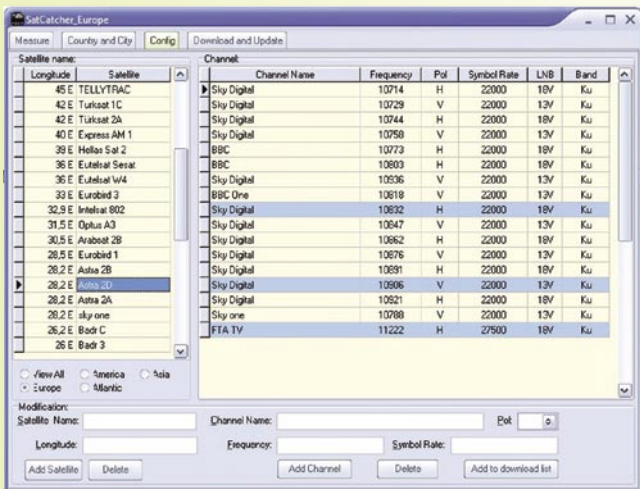 SatCatcher_Europe
Measure Country and City Config Download and Update
Satellite name:
Longitude Satellite
45 E TELLYTRAC
42 E Turksat 1C
42 E Türksat 2A
40 E Express AM 1
39 E Hellas Sat 2
36 E Eutelsat Sesat
36 E Eutelsat W4
33 E Eurobird 3
32,9 E Intelsat 802
31,5 E Optus A3
30,5 E Arabsat 2B
28,5 E Eurobird 1
28,2 E Astra 2B
28,2 E Astra 2D
28,2 E Astra 2A
28,2 E sky one
26,2 E Badr C
26 E Badr 3
View All America Asia
Europe Atlantic
Channel:
Channel Name Frequency Pol Symbol Rate LNB Band
Sky Digital 10714 H 22000 18V Ku
Sky Digital 10729 V 22000 13V Ku
Sky Digital 10744 H 22000 18V Ku
Sky Digital 10758 V 22000 13V Ku
BBC 10773 H 22000 18V Ku
BBC 10803 H 22000 18V Ku
Sky Digital 10936 V 22000 13V Ku
BBC One 10818 V 22000 13V Ku
Sky Digital 10832 H 22000 18V Ku
Sky Digital 10847 V 22000 13V Ku
Sky Digital 10862 H 22000 18V Ku
Sky Digital 10876 V 22000 13V Ku
Sky Digital 10891 H 22000 18V Ku
Sky Digital 10906 V 22000 13V Ku
Sky Digital 10921 H 22000 18V Ku
Sky one 10788 V 22000 13V Ku
FTA TV 11222 H 27500 18V Ku
Modification:
Satellite Name: Channel Name: Pol:
Longitude: Frequency: Symbol Rate:
Add Satellite Delete Add Channel Delete Add to download list